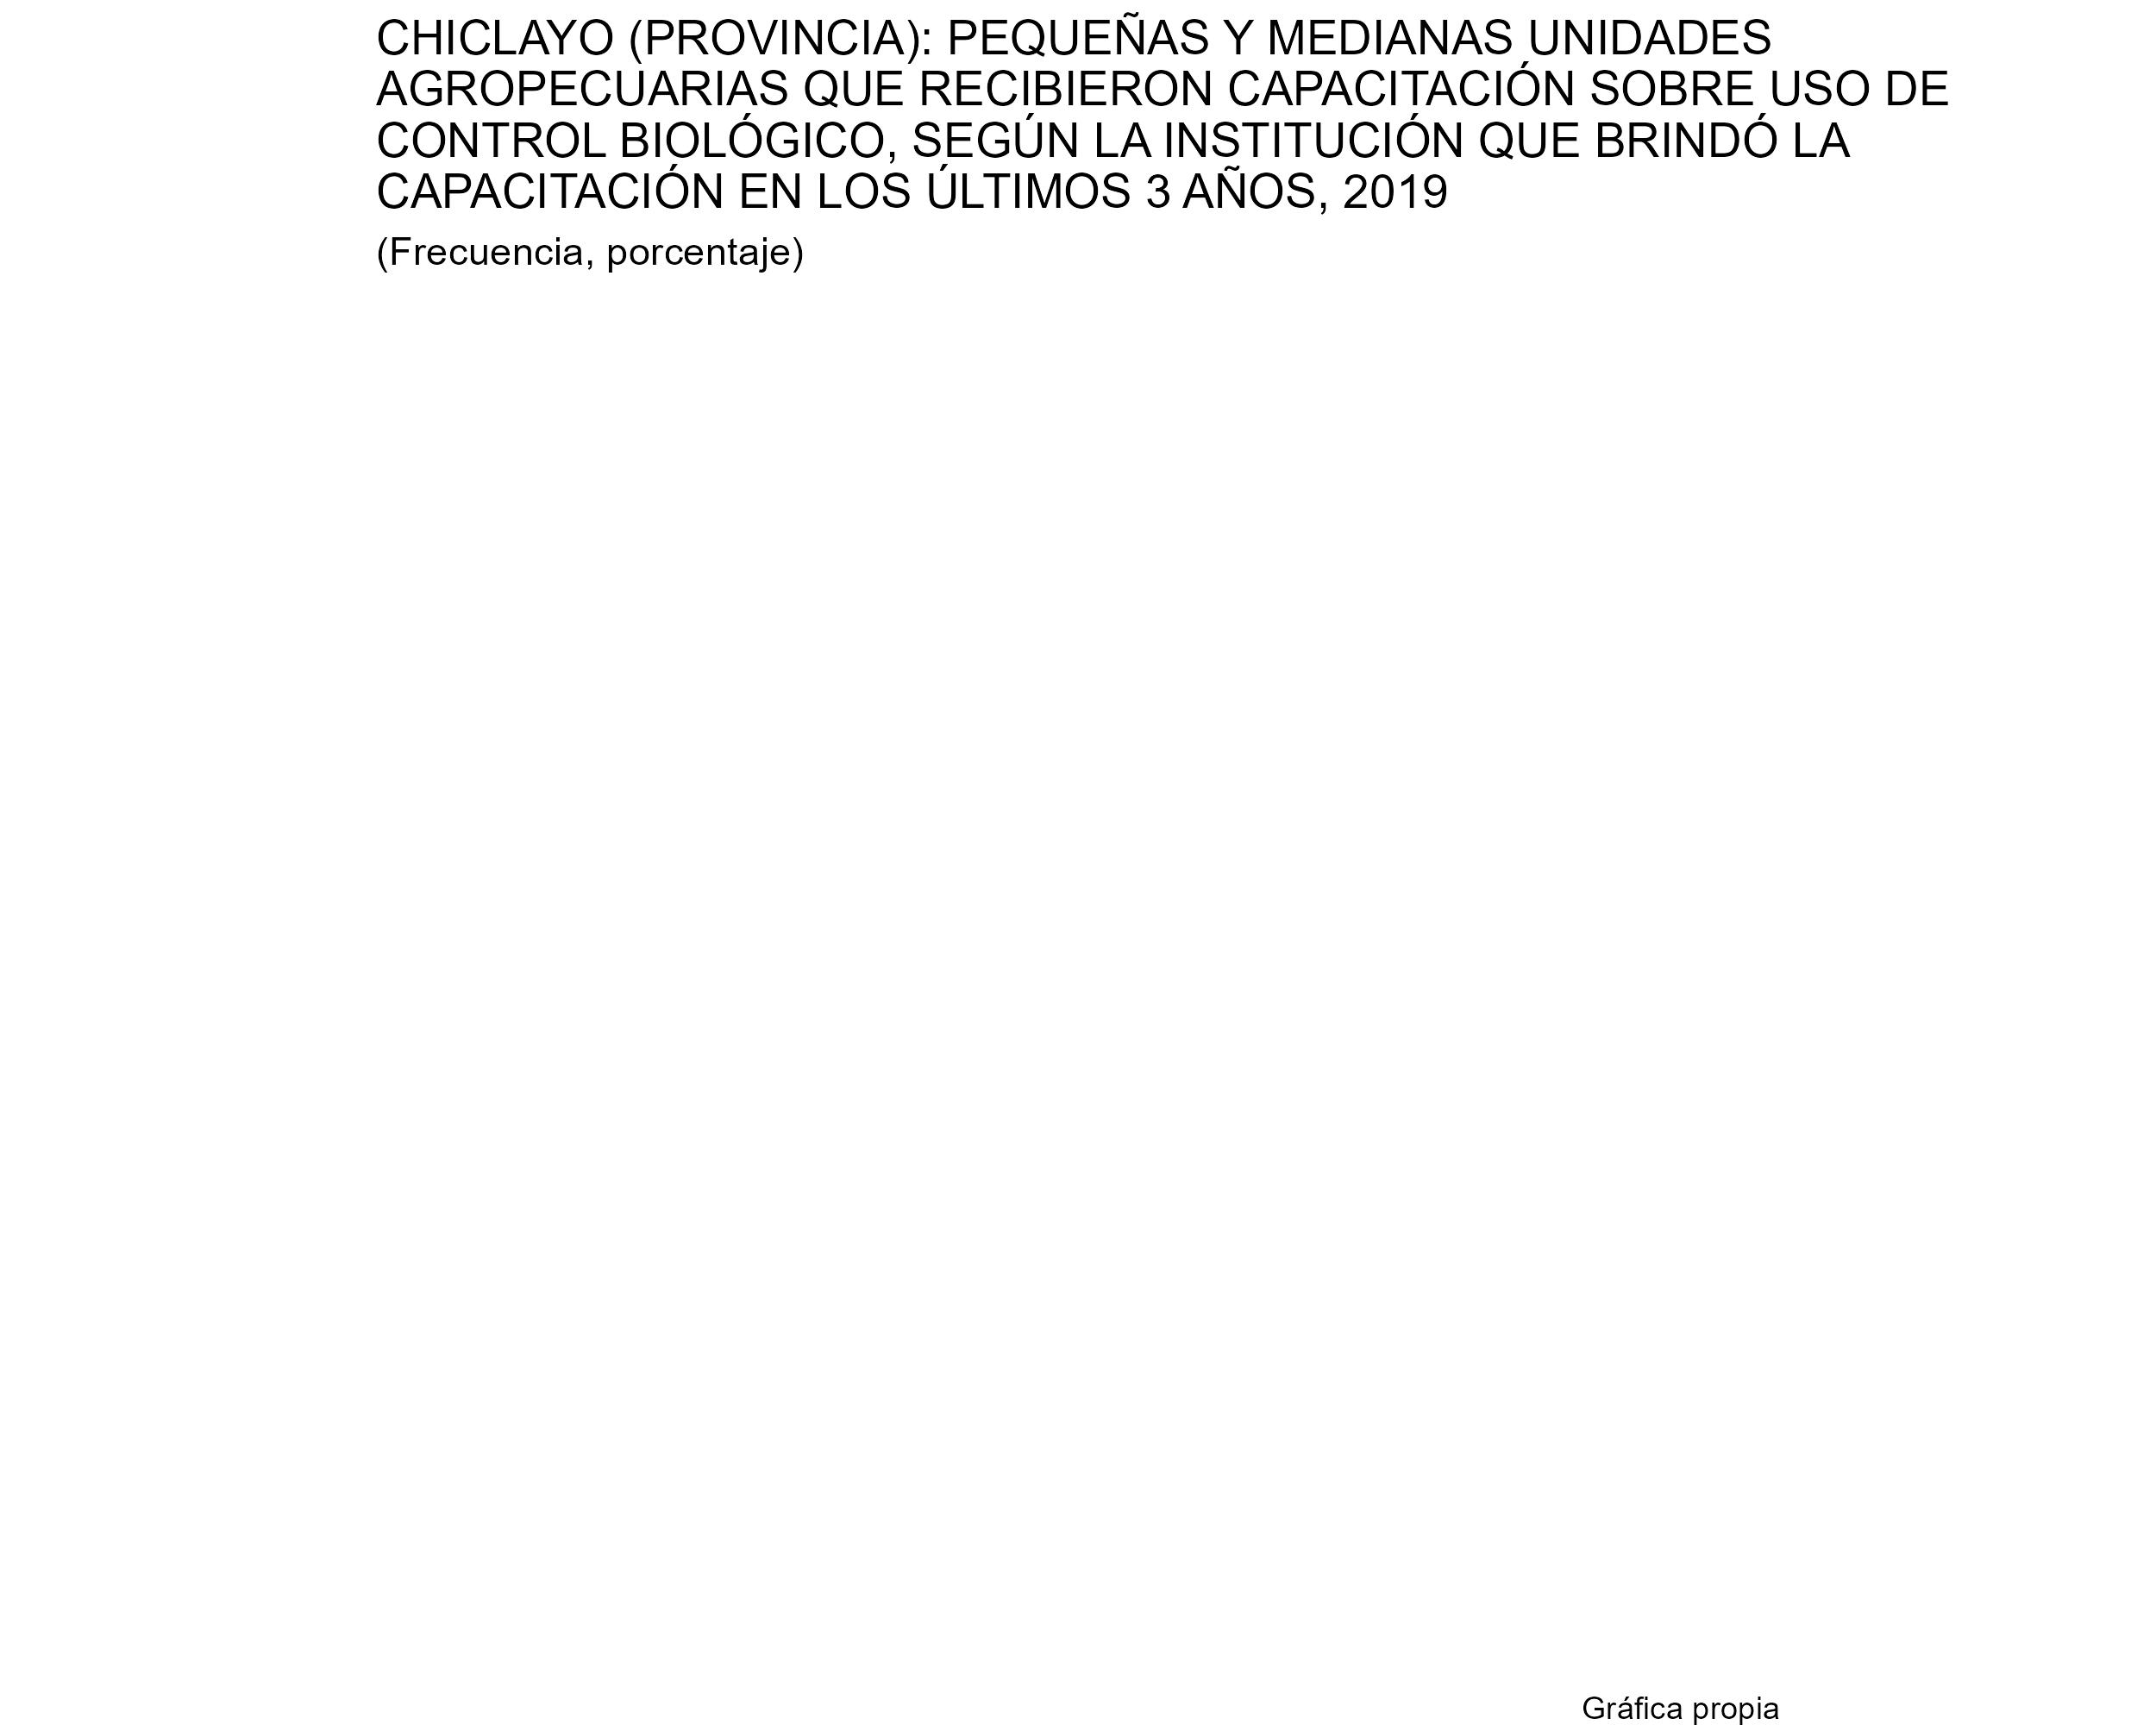 CHICLAYO (PROVINCIA): PEQUEÑAS Y MEDIANAS UNIDADES
AGROPECUARIAS QUE RECIBIERON CAPACITACIÓN SOBRE USO DE
CONTROL BIOLÓGICO, SEGÚN LA INSTITUCIÓN QUE BRINDÓ LA
CAPACITACIÓN EN LOS ÚLTIMOS 3 AÑOS, 2019
(Frecuencia, porcentaje)
Gráfica propia